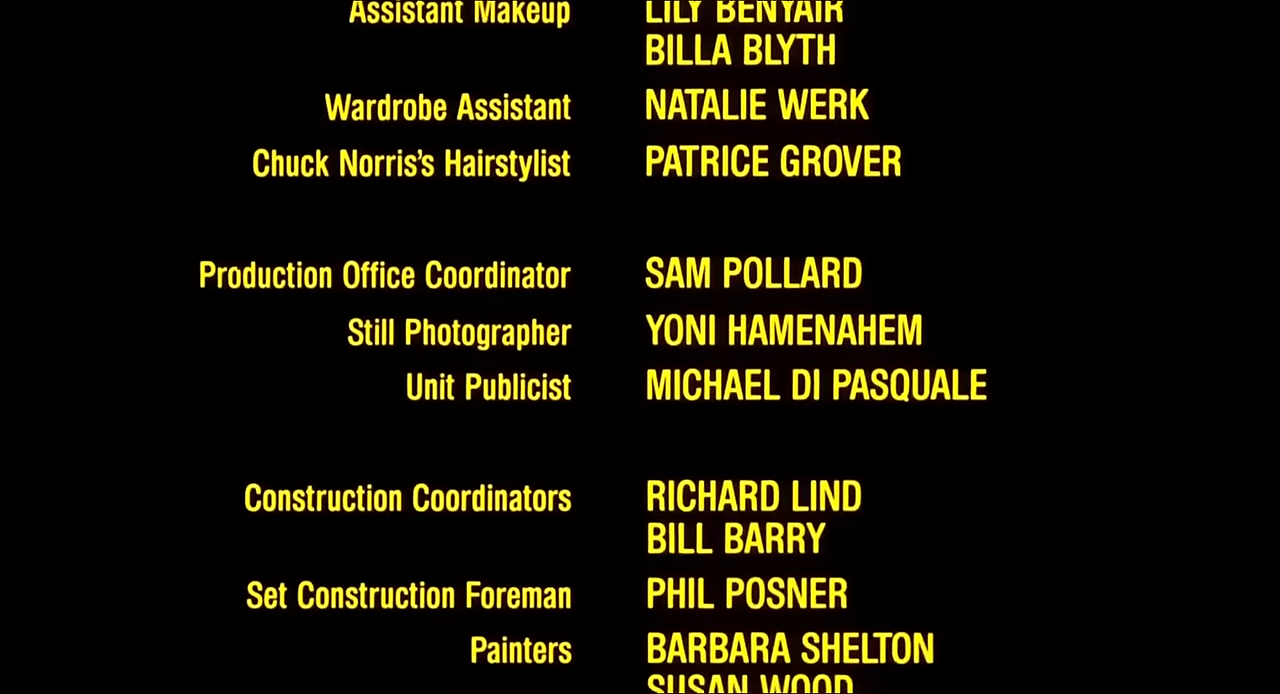 Assistant Makeup LILY BENYAIR
BILLA BLYTH
Wardrobe Assistant NATALIE WERK
Chuck Norris's Hairstylist PATRICE GROVER
Production Office Coordinator SAM POLLARD
Still Photographer YONI HAMENAHEM
Unit Publicist MICHAEL DI PASQUALE
Construction Coordinators RICHARD LIND
BILL BARRY
Set Construction Foreman PHIL POSNER
Painters BARBARA SHELTON
SUSAN WOOD